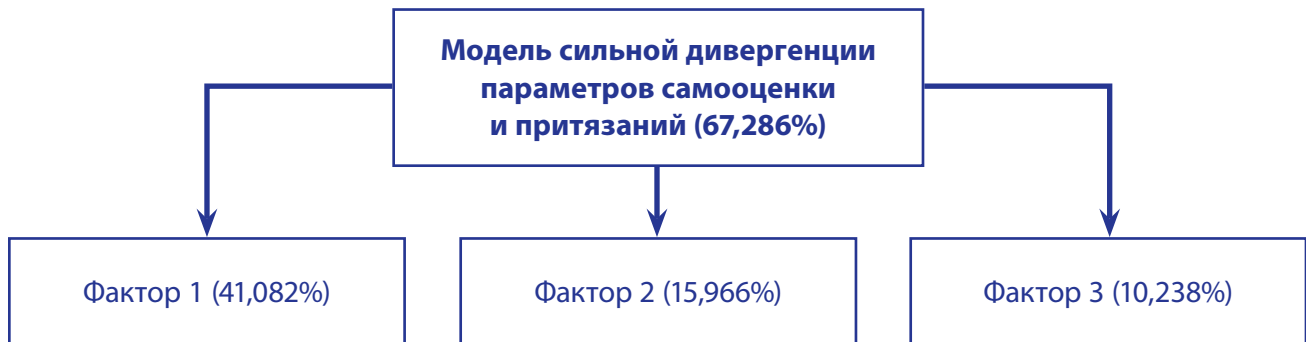 Модель сильной дивергенции
параметров самооценки
и притязаний (67,286%)
Фактор 1 (41,082%)
Фактор 2 (15,966%)
Фактор 3 (10,238%)